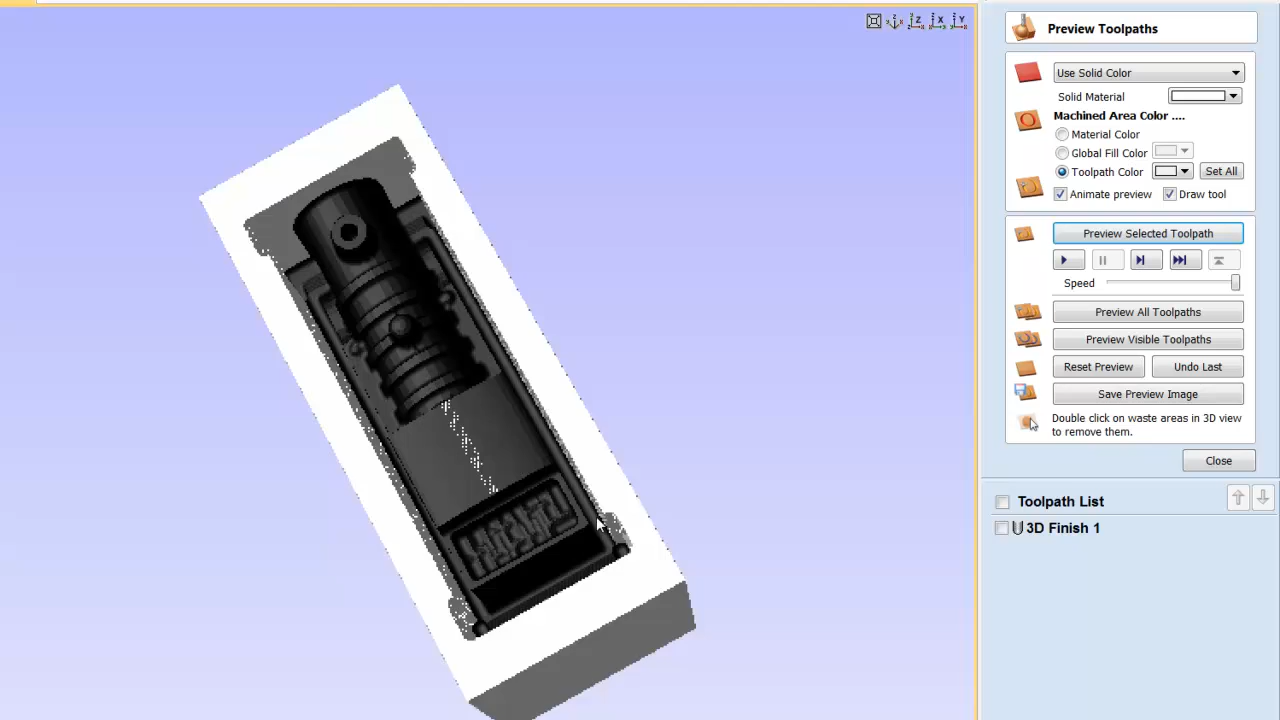 Preview Toolpaths
Use Solid Color
Solid Material
Machined Area Color ....
Material Color
Global Fill Color
Toolpath Color
Set All
Animate preview
Draw tool
Preview Selected Toolpath
Speed
Preview All Toolpaths
Preview Visible Toolpaths
Reset Preview
Undo Last
Save Preview Image
Double click on waste areas in 3D view
to remove them.
Close
Toolpath List
3D Finish 1